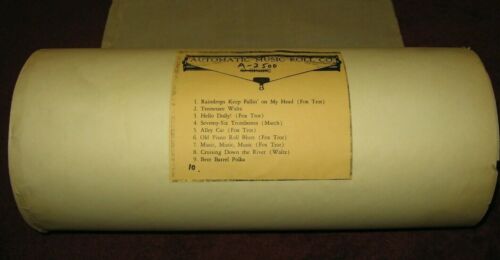 AUTOMATIC MUSIC ROLL CO.
A-2500
1. Raindrops Keep Fallin' on My Head (Fox Trot)
2. Tennessee Waltz
3. Hello Dolly! (Fox Trot)
4. Seventy-Six Trombones (March)
5. Alley Cat (Fox Trot)
6. Old Piano Roll Blues (Fox Trot)
7. Music, Music, Music (Fox Trot)
8. Cruising Down the River (Waltz)
9. Beer Barrel Polka
10.